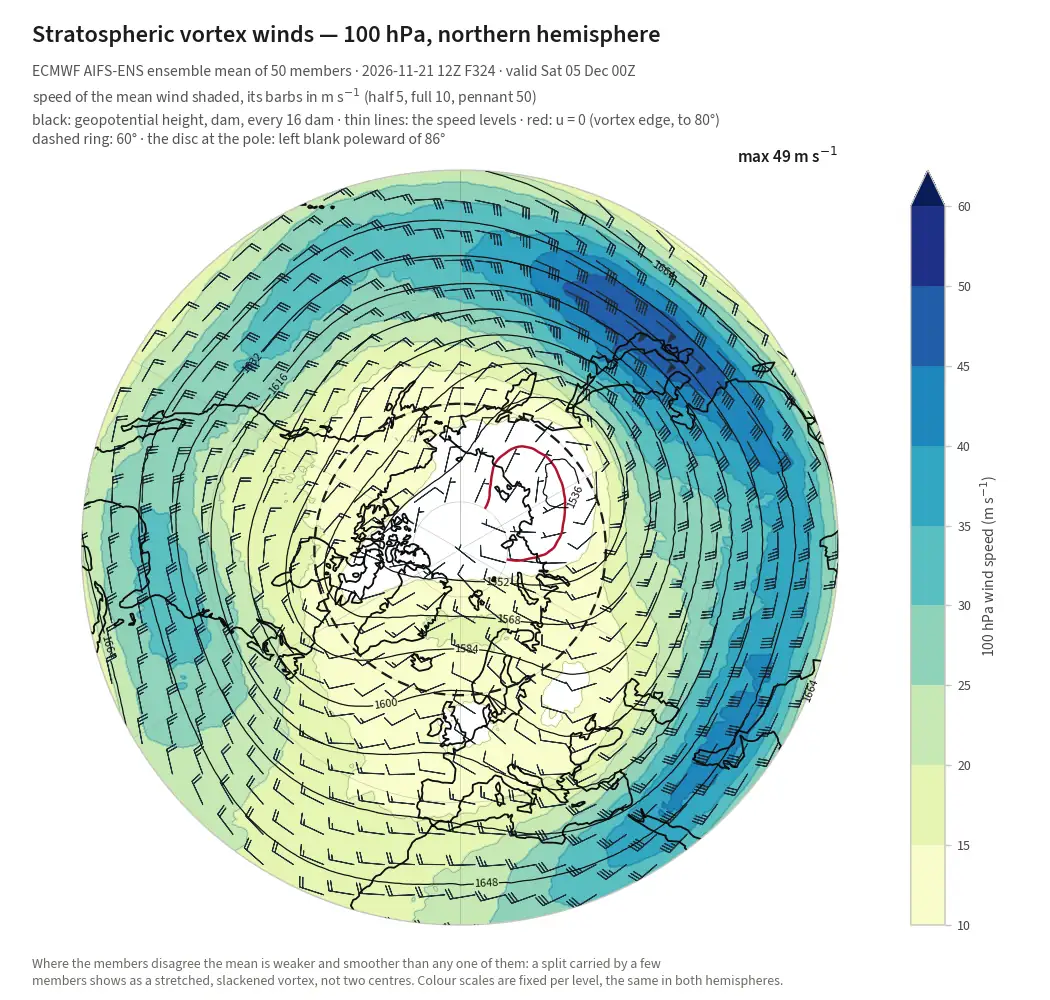 Stratospheric vortex winds — 100 hPa, northern hemisphere
ECMWF AIFS-ENS ensemble mean of 50 members · 2026-11-21 12Z F324 · valid Sat 05 Dec 00Z
speed of the mean wind shaded, its barbs in m s⁻¹ (half 5, full 10, pennant 50)
black: geopotential height, dam, every 16 dam · thin lines: the speed levels · red: u = 0 (vortex edge, to 80°)
dashed ring: 60° · the disc at the pole: left blank poleward of 86°
max 49 m s⁻¹
60
50
45
40
35
30
25
20
15
10
100 hPa wind speed (m s⁻¹)
1616
1536
1568
1584
1600
1664
1648
Where the members disagree the mean is weaker and smoother than any one of them: a split carried by a few
members shows as a stretched, slackened vortex, not two centres. Colour scales are fixed per level, the same in both hemispheres.